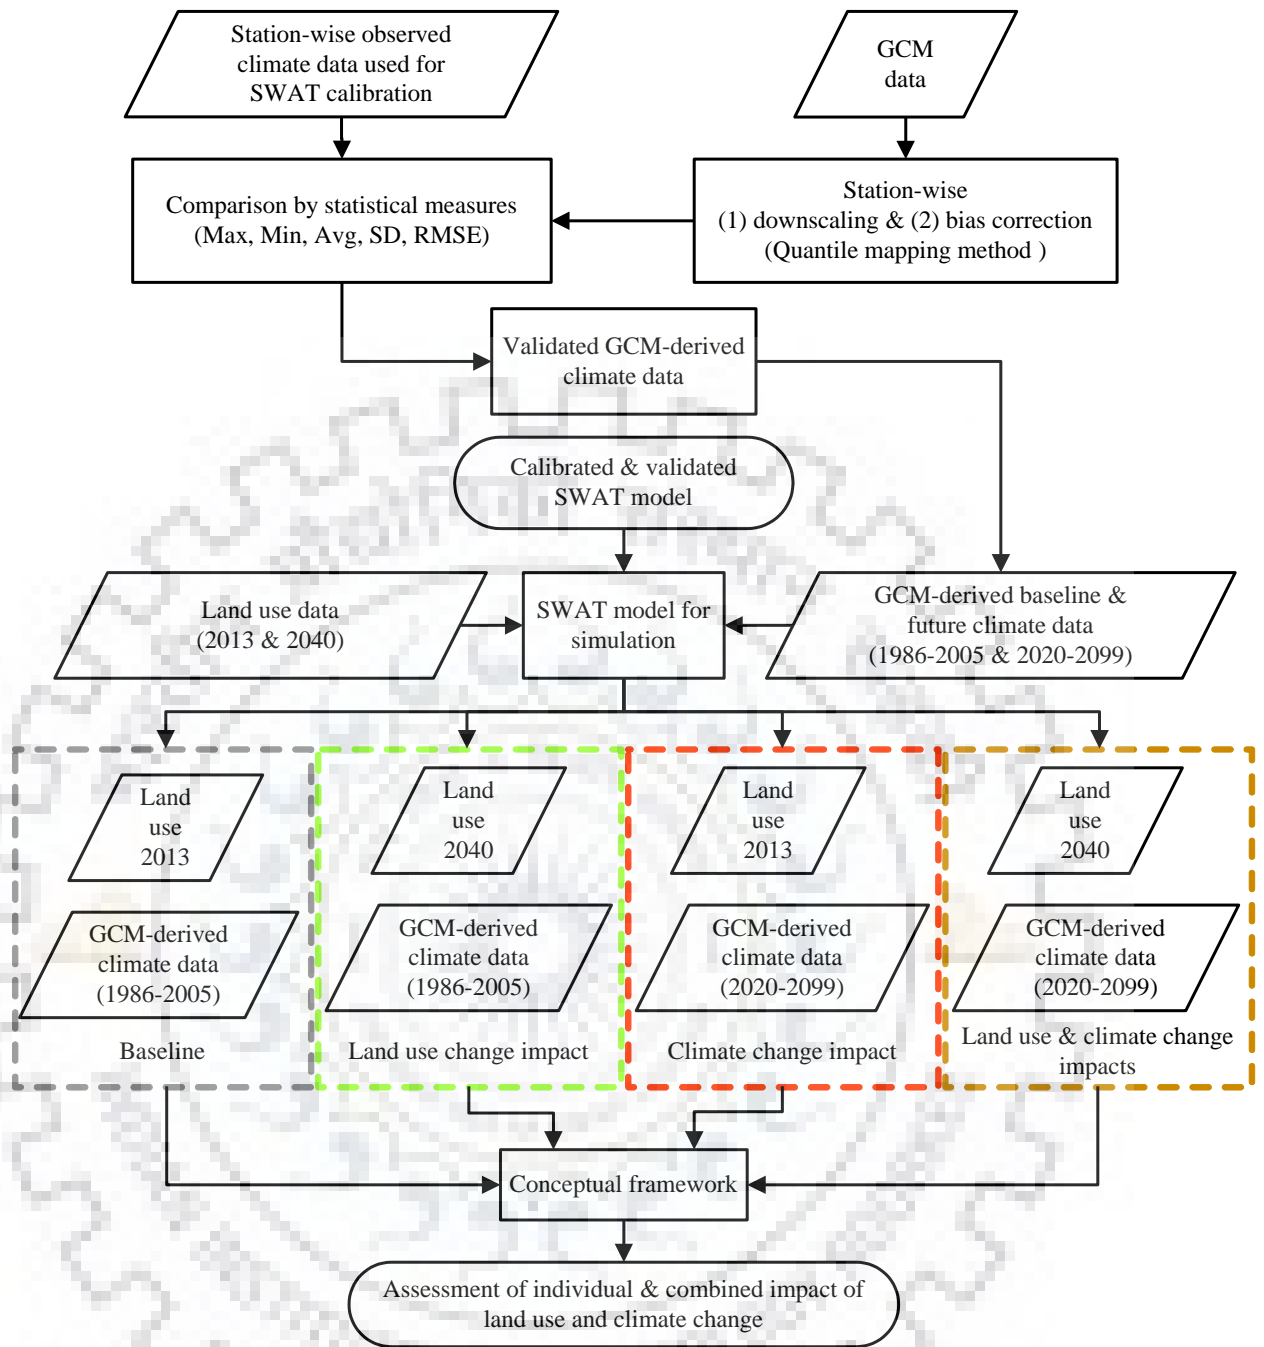 Station-wise observed
climate data used for
SWAT calibration
GCM
data
Comparison by statistical measures
(Max, Min, Avg, SD, RMSE)
Station-wise
(1) downscaling & (2) bias correction
(Quantile mapping method )
Validated GCM-derived
climate data
Calibrated & validated
SWAT model
Land use data
(2013 & 2040)
SWAT model for
simulation
GCM-derived baseline &
future climate data
(1986-2005 & 2020-2099)
Land
use
2013
GCM-derived
climate data
(1986-2005)
Baseline
Land
use
2040
GCM-derived
climate data
(1986-2005)
Land use change impact
Land
use
2013
GCM-derived
climate data
(2020-2099)
Climate change impact
Land
use
2040
GCM-derived
climate data
(2020-2099)
Land use & climate change
impacts
Conceptual framework
Assessment of individual & combined impact of
land use and climate change